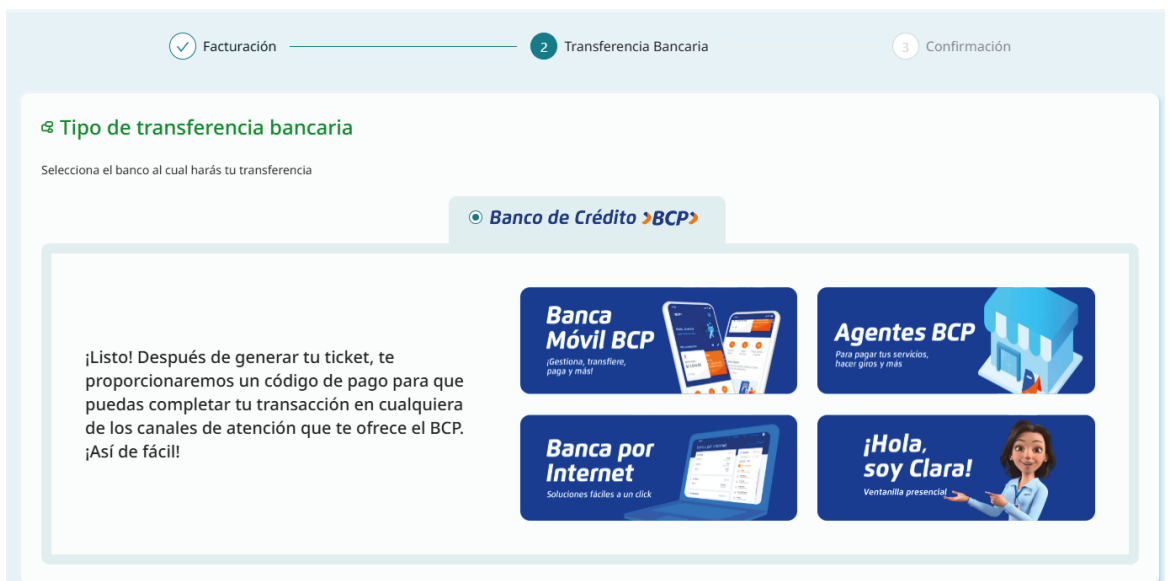 Facturación
2 Transferencia Bancaria
3 Confirmación
Tipo de transferencia bancaria
Selecciona el banco al cual harás tu transferencia
Banco de Crédito BCP
¡Listo! Después de generar tu ticket, te
proporcionaremos un código de pago para que
puedas completar tu transacción en cualquiera
de los canales de atención que te ofrece el BCP.
¡Así de fácil!
Banca
Móvil BCP
¡Gestiona, transfiere,
paga y más!
Agentes BCP
Para pagar tus servicios,
hacer giros y más
Banca por
Internet
Soluciones fáciles a un click
¡Hola,
soy Clara!
Ventanilla presencial